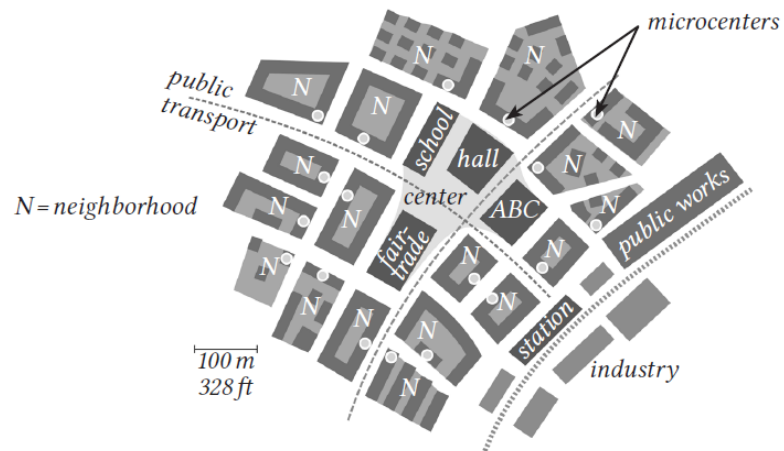 microcenters
N
N
N
public
transport
N
N
school
hall
N
N
N
center
ABC
N
public works
N = neighborhood
N
N
fair-
trade
N
N
N
N
N
N
station
N
100 m
328 ft
industry
N